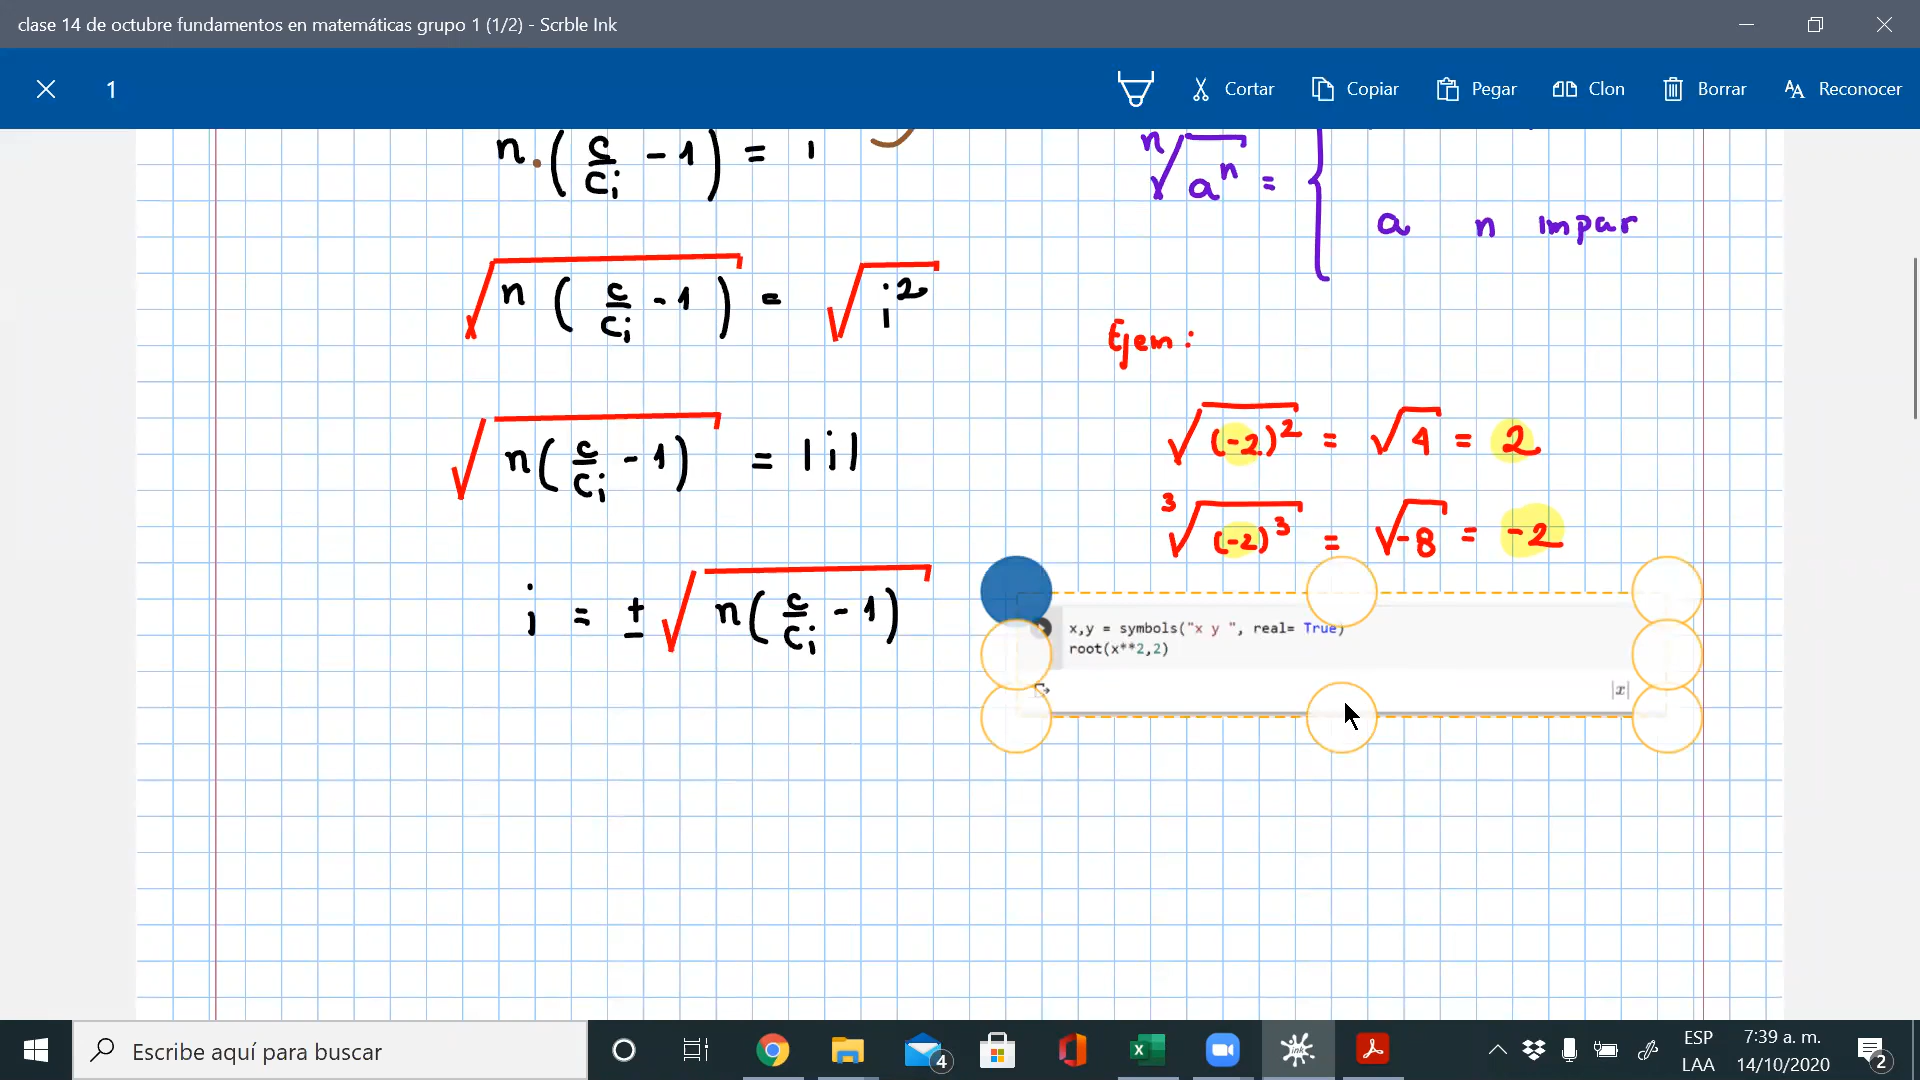 clase 14 de octubre fundamentos en matemáticas grupo 1 (1/2) - Scrble Ink
1
Cortar
Copiar
Pegar
Clon
Borrar
Reconocer
n·(c/ci - 1) = i
√(n (c/ci - 1)) = √(i²)
√(n(c/ci - 1)) = |i|
i = ± √(n(c/ci - 1))
ⁿ√(aⁿ) = {
a n impar
Ejem:
√((-2)²) = √4 = 2
³√((-2)³) = √-8 = -2
x,y = symbols("x y ", real= True)
root(x**2,2)
|x|
Escribe aquí para buscar
4
ESP
LAA
7:39 a. m.
14/10/2020
2